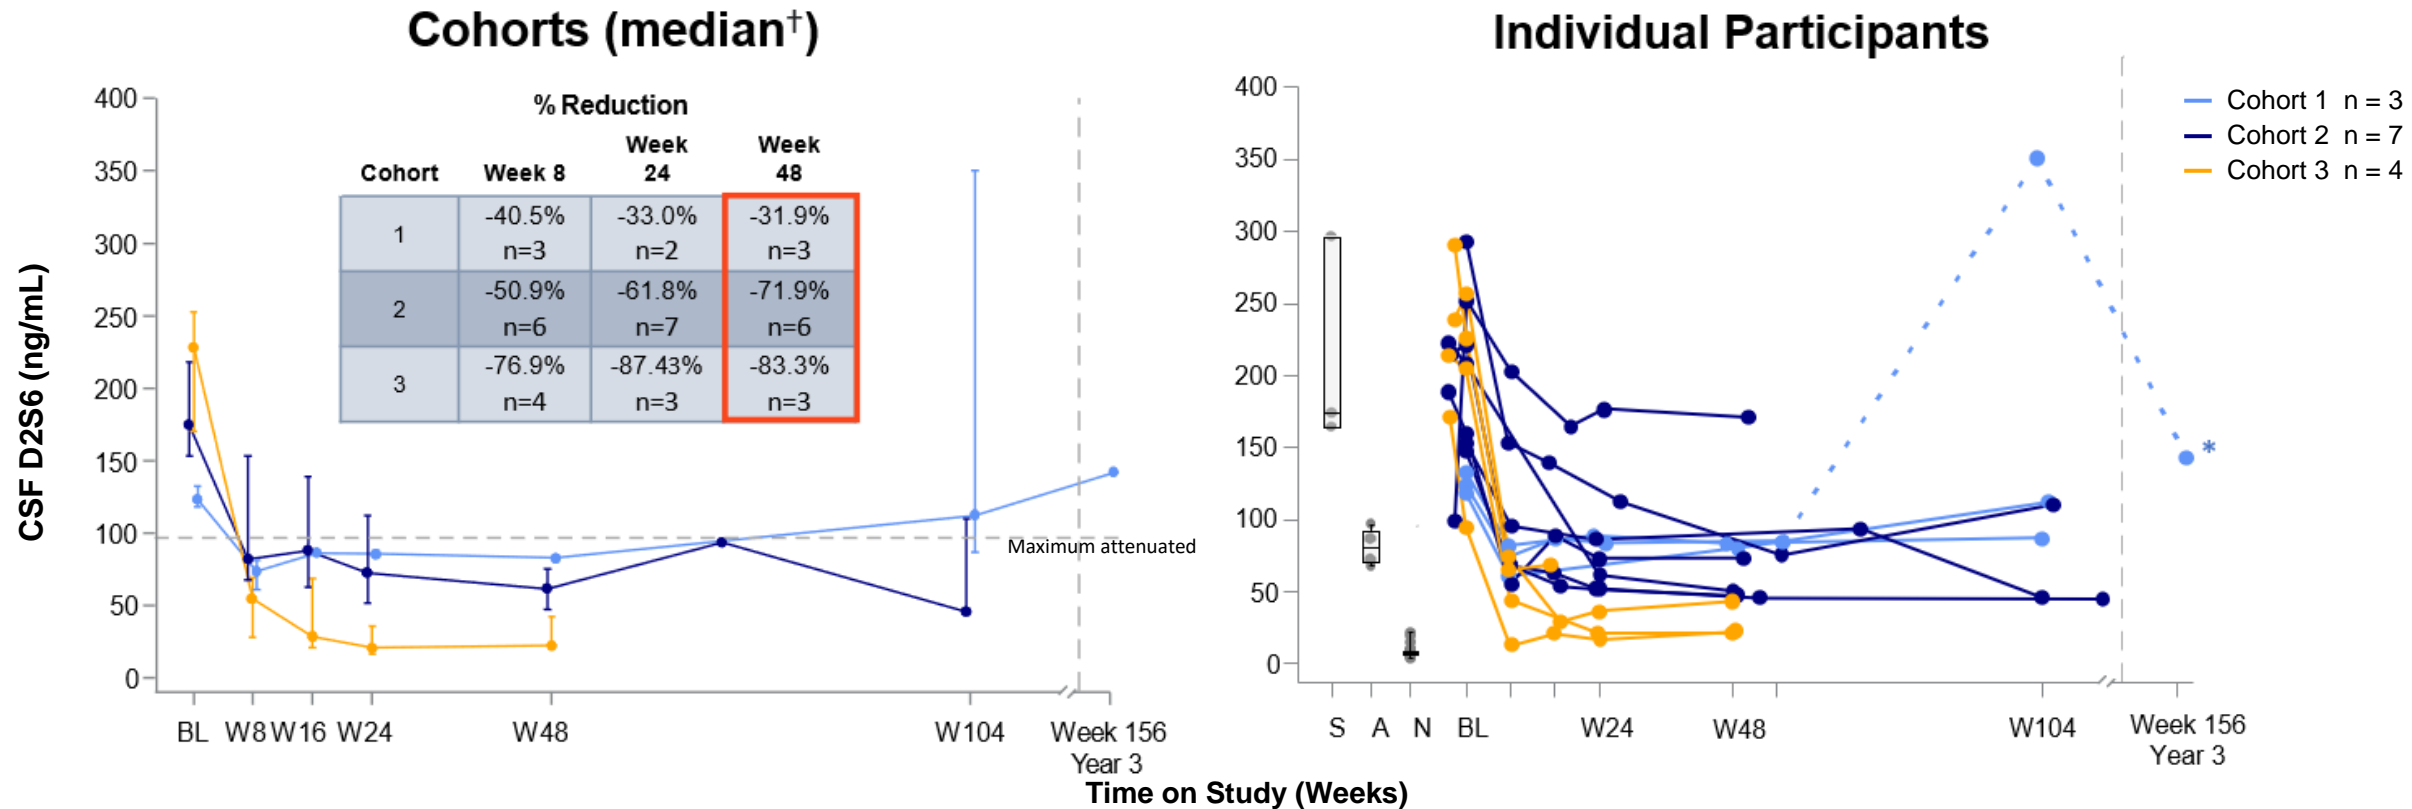 Cohorts (median†)
CSF D2S6 (ng/mL)
400
350
300
250
200
150
100
50
0
% Reduction
Cohort Week 8 Week 24 Week 48
1 -40.5% n=3 -33.0% n=2 -31.9% n=3
2 -50.9% n=6 -61.8% n=7 -71.9% n=6
3 -76.9% n=4 -87.43% n=3 -83.3% n=3
Maximum attenuated
BL W8 W16 W24 W48 W104 Week 156
Year 3
Individual Participants
400
350
300
250
200
150
100
50
0
Cohort 1 n = 3
Cohort 2 n = 7
Cohort 3 n = 4
*
S A N BL W24 W48 W104 Week 156
Year 3
Time on Study (Weeks)